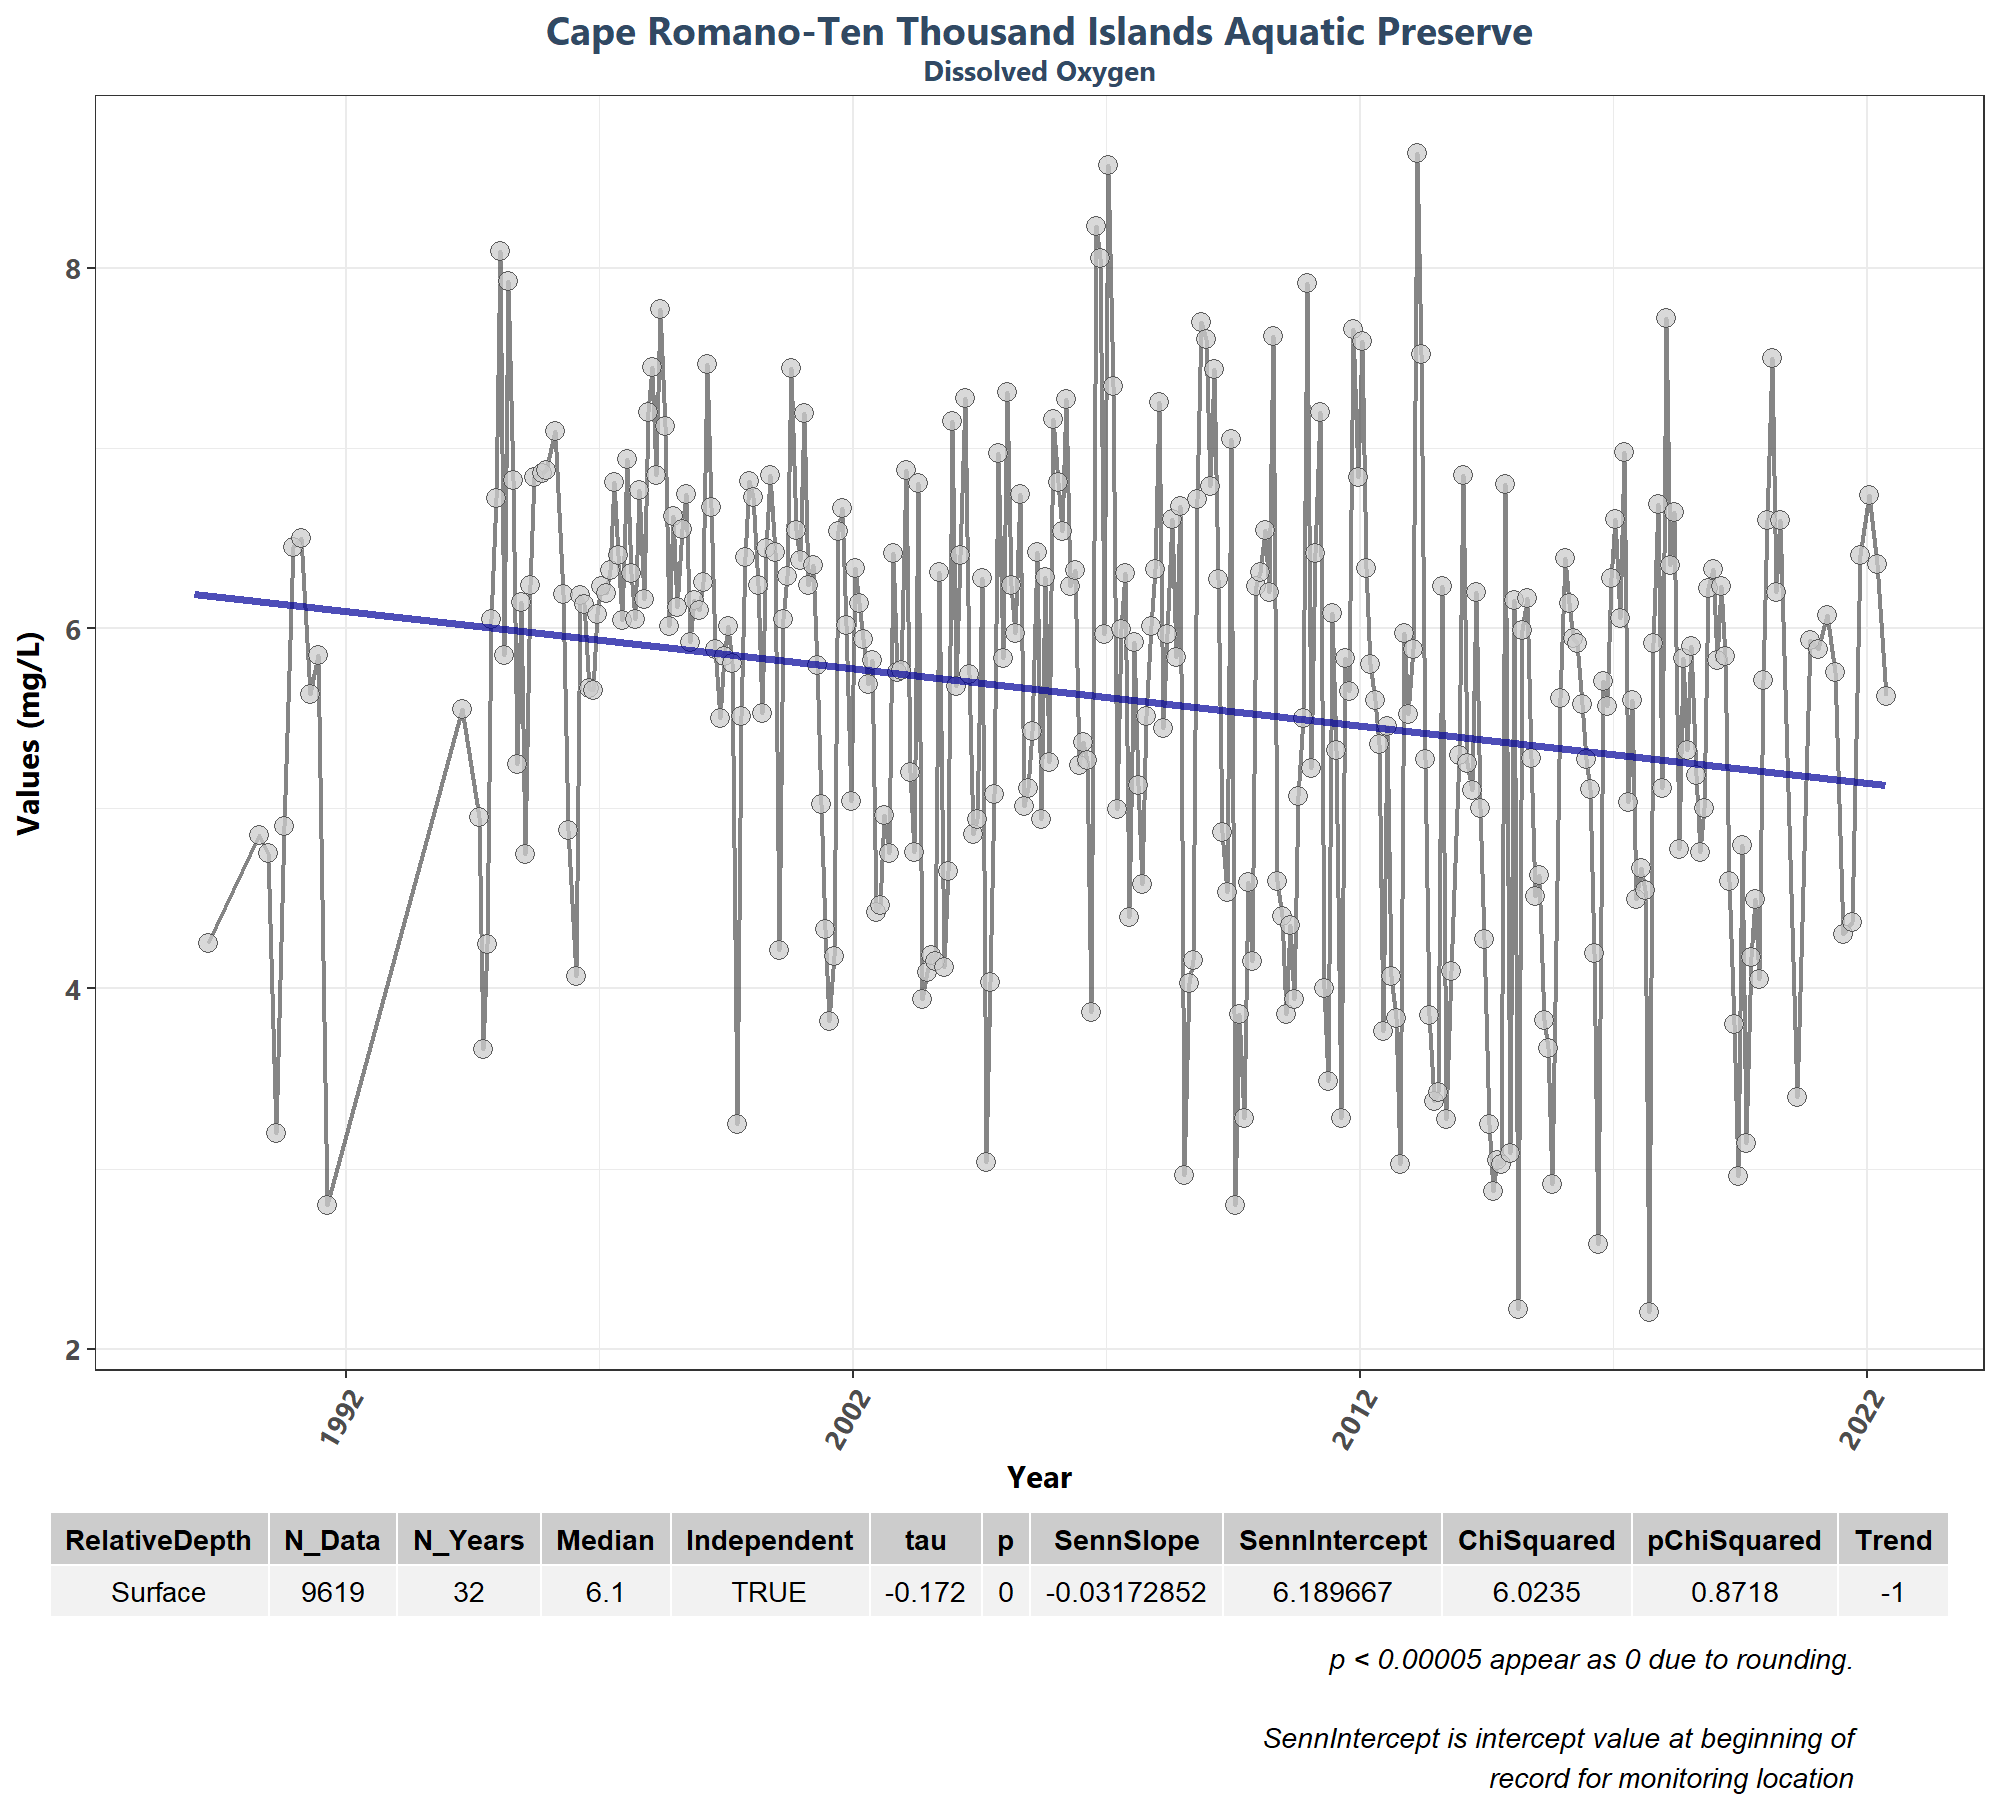 Cape Romano-Ten Thousand Islands Aquatic Preserve
Dissolved Oxygen
Values (mg/L)
8
6
4
2
1992 2002 2012 2022
Year
RelativeDepth N_Data N_Years Median Independent tau p SennSlope SennIntercept ChiSquared pChiSquared Trend
Surface 9619 32 6.1 TRUE -0.172 0 -0.03172852 6.189667 6.0235 0.8718 -1
p < 0.00005 appear as 0 due to rounding.
SennIntercept is intercept value at beginning of
record for monitoring location